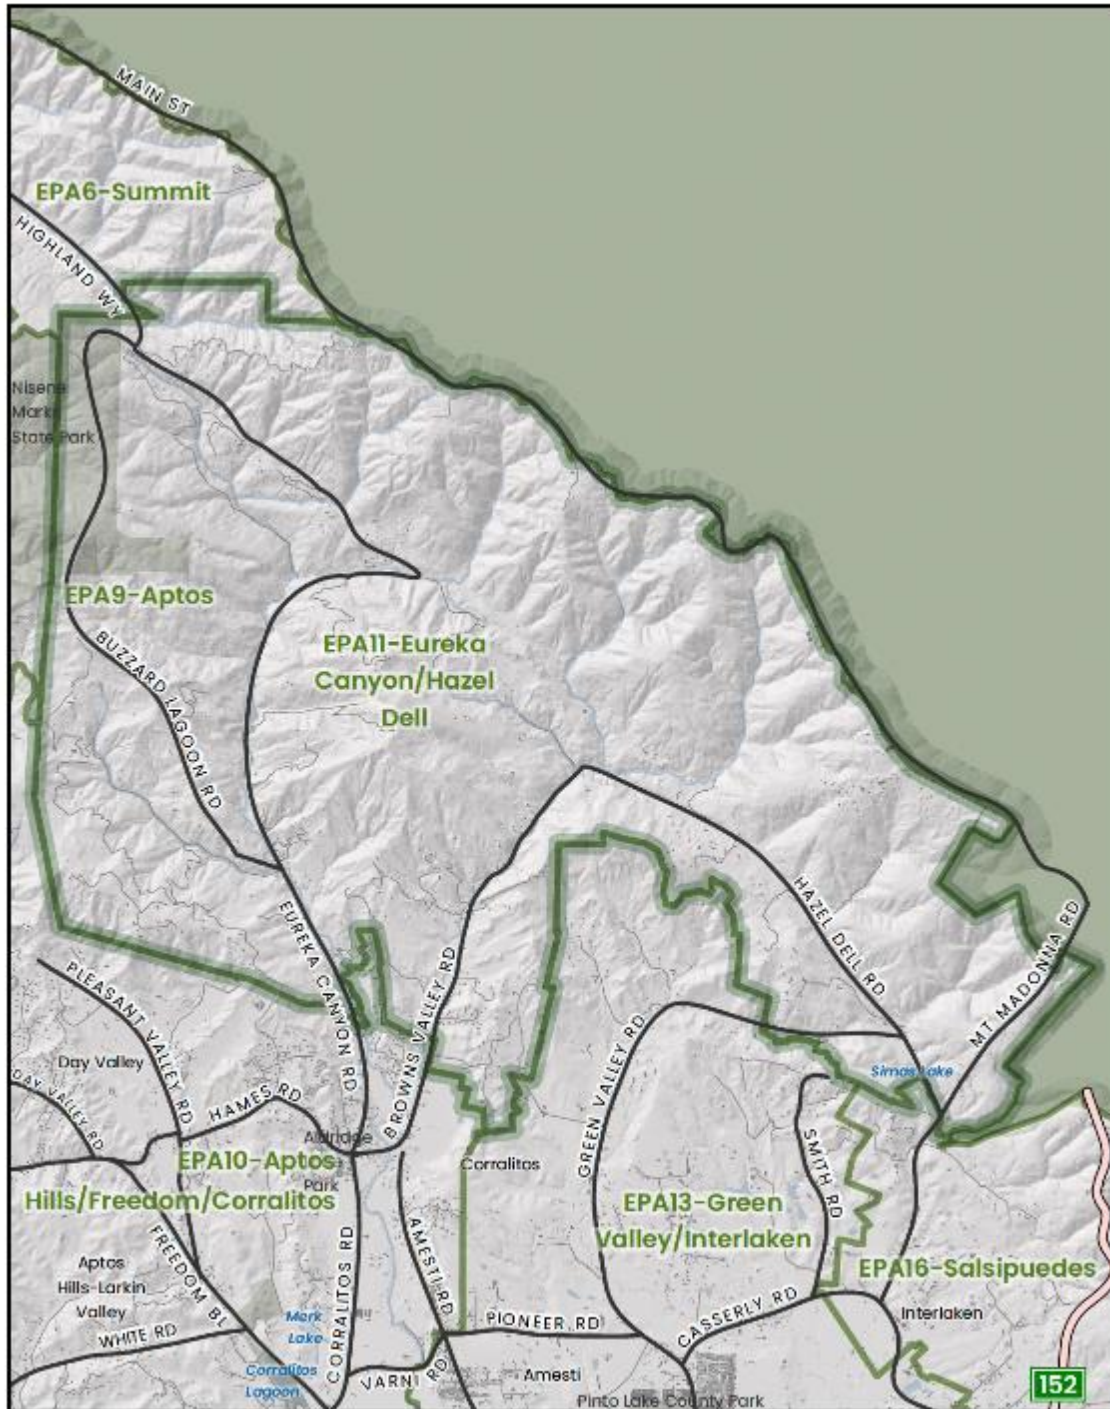 MAIN ST
EPA6-Summit
HIGHLAND WY
Nisene
Marks
State Park
EPA9-Aptos
EPA11-Eureka
Canyon/Hazel
Dell
BUZZARD LAGOON RD
EUREKA CANYON RD
HAZEL DELL RD
MT MADONNA RD
PLEASANT VALLEY RD
BROWNS VALLEY RD
GREEN VALLEY RD
Day Valley
Simas Lake
DAY VALLEY RD
HAMES RD
Aldridge
Park
EPA10-Aptos
Hills/Freedom/Corralitos
Corralitos
SMITH RD
EPA13-Green
Valley/Interlaken
FREEDOM BL
AMESTI RD
CORRALITOS RD
Aptos
Hills-Larkin
Valley
EPA16-Salsipuedes
Interlaken
WHITE RD
Merk
Lake
PIONEER RD
CASSERLY RD
Corralitos
Lagoon
VARNI RD
Amesti
Pinto Lake County Park
152